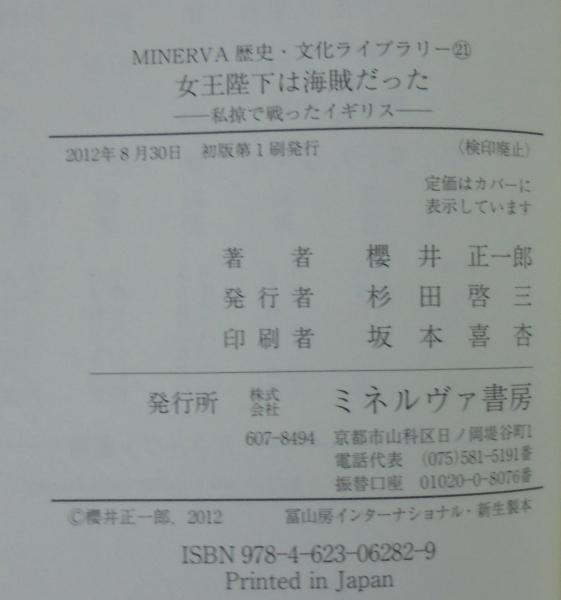 MINERVA 歴史・文化ライブラリー㉑
女王陛下は海賊だった
――私掠で戦ったイギリス――
2012年8月30日 初版第1刷発行 〈検印廃止〉
定価はカバーに
表示しています
著者 櫻井正一郎
発行者 杉田啓三
印刷者 坂本喜杏
発行所 株式会社 ミネルヴァ書房
607-8494 京都市山科区日ノ岡堤谷町1
電話代表 (075)581-5191番
振替口座 01020-0-8076番
©櫻井正一郎, 2012 冨山房インターナショナル・新生製本
ISBN 978-4-623-06282-9
Printed in Japan